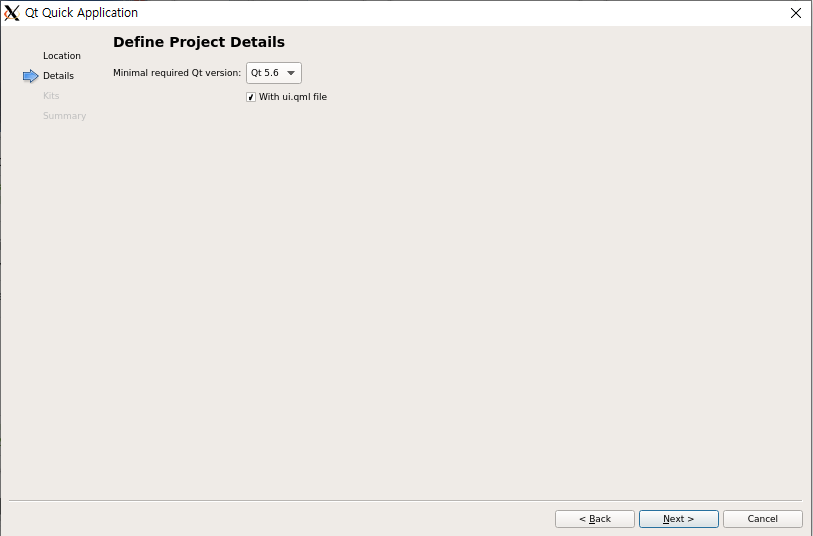 Qt Quick Application
Define Project Details
Location
Details
Kits
Summary
Minimal required Qt version: Qt 5.6
With ui.qml file
< Back
Next >
Cancel